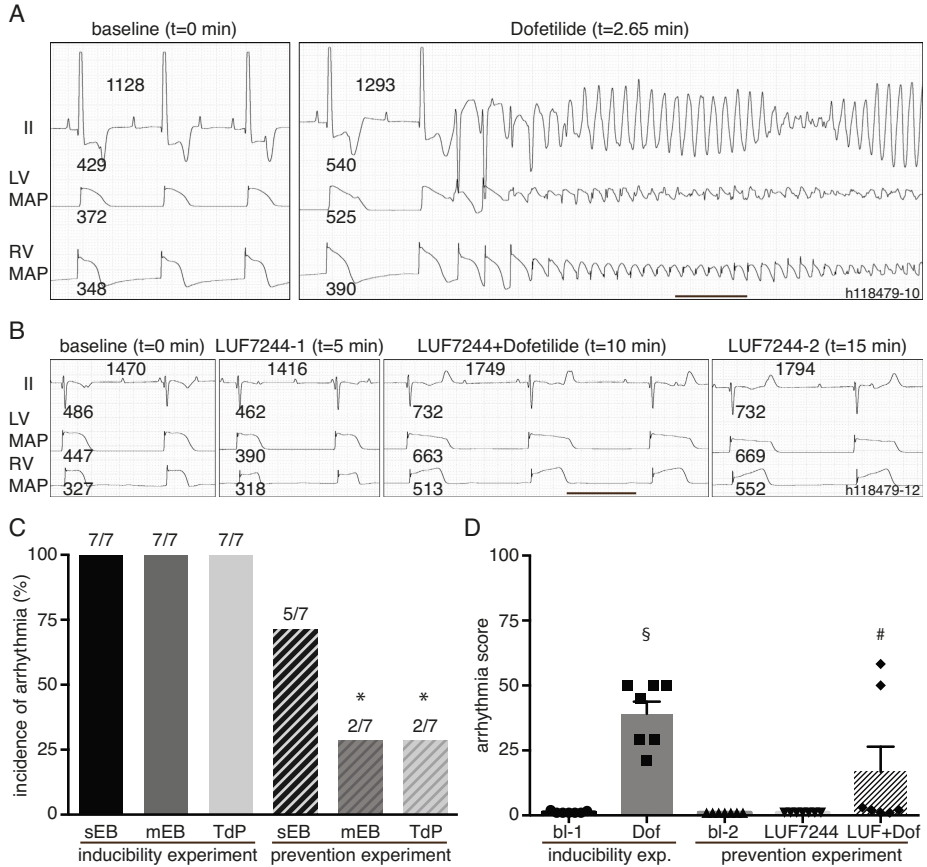 A
baseline (t=0 min)
Dofetilide (t=2.65 min)
1128
1293
II
429
540
LV
MAP
372
525
RV
MAP
348
390
h118479-10
B
baseline (t=0 min)
LUF7244-1 (t=5 min)
LUF7244+Dofetilide (t=10 min)
LUF7244-2 (t=15 min)
1470
1416
1749
1794
II
486
462
732
732
LV
MAP
447
390
663
669
RV
MAP
327
318
513
552
h118479-12
C
7/7
7/7
7/7
100
75
50
25
0
incidence of arrhythmia (%)
5/7
*
*
2/7
2/7
sEB
mEB
TdP
sEB
mEB
TdP
inducibility experiment
prevention experiment
D
100
75
50
25
0
arrhythmia score
§
#
bl-1
Dof
bl-2
LUF7244
LUF+Dof
inducibility exp.
prevention experiment